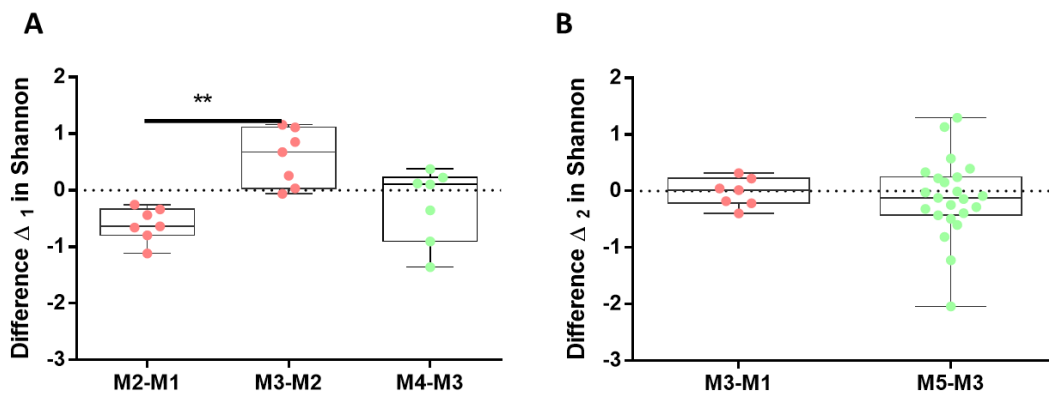 A
Difference Δ 1 in Shannon
2
1
0
-1
-2
-3
**
M2-M1 M3-M2 M4-M3
B
Difference Δ 2 in Shannon
2
1
0
-1
-2
-3
M3-M1 M5-M3